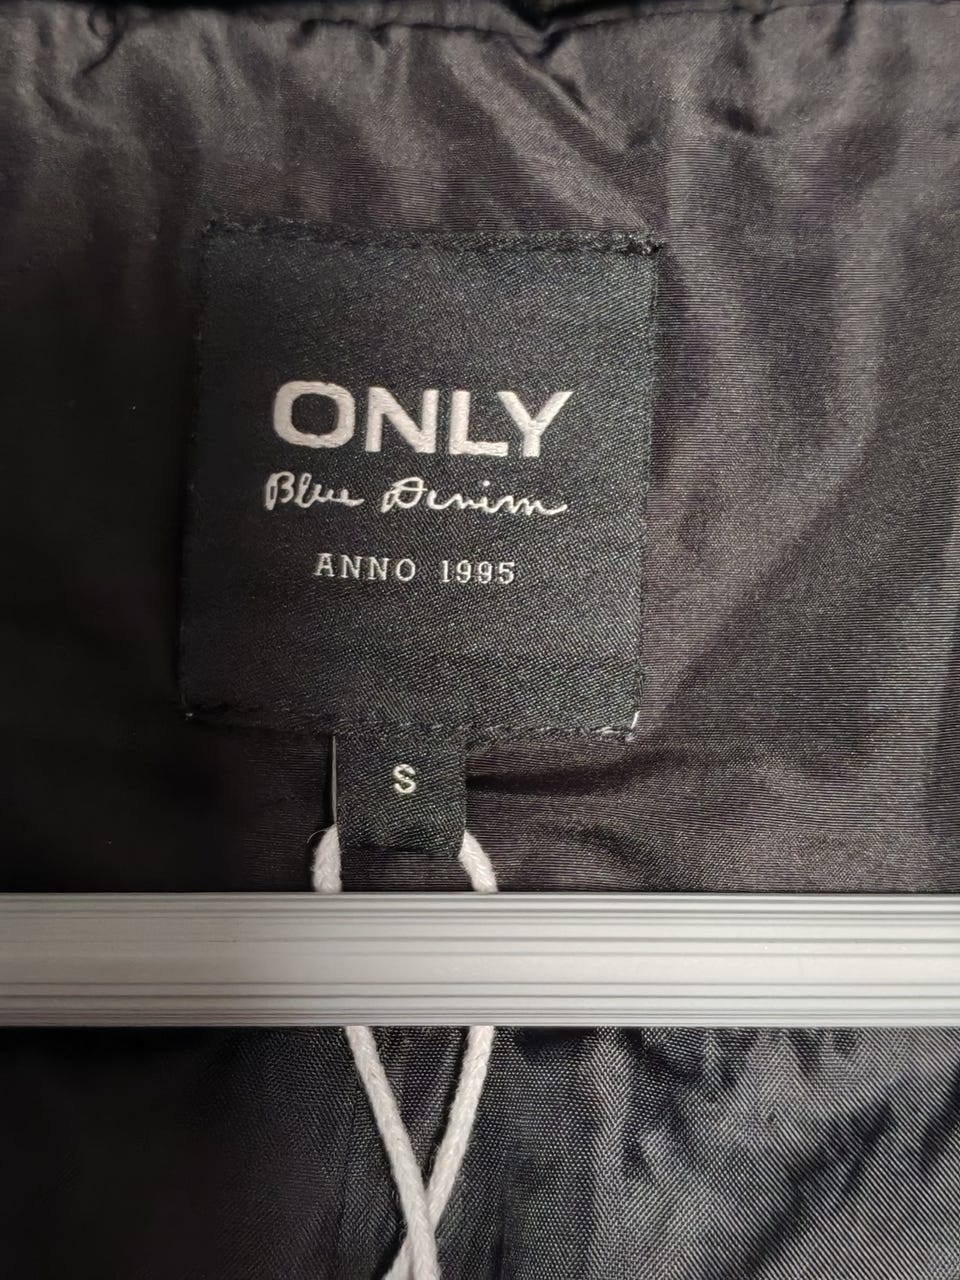 ONLY
Blue Denim
ANNO 1995
S